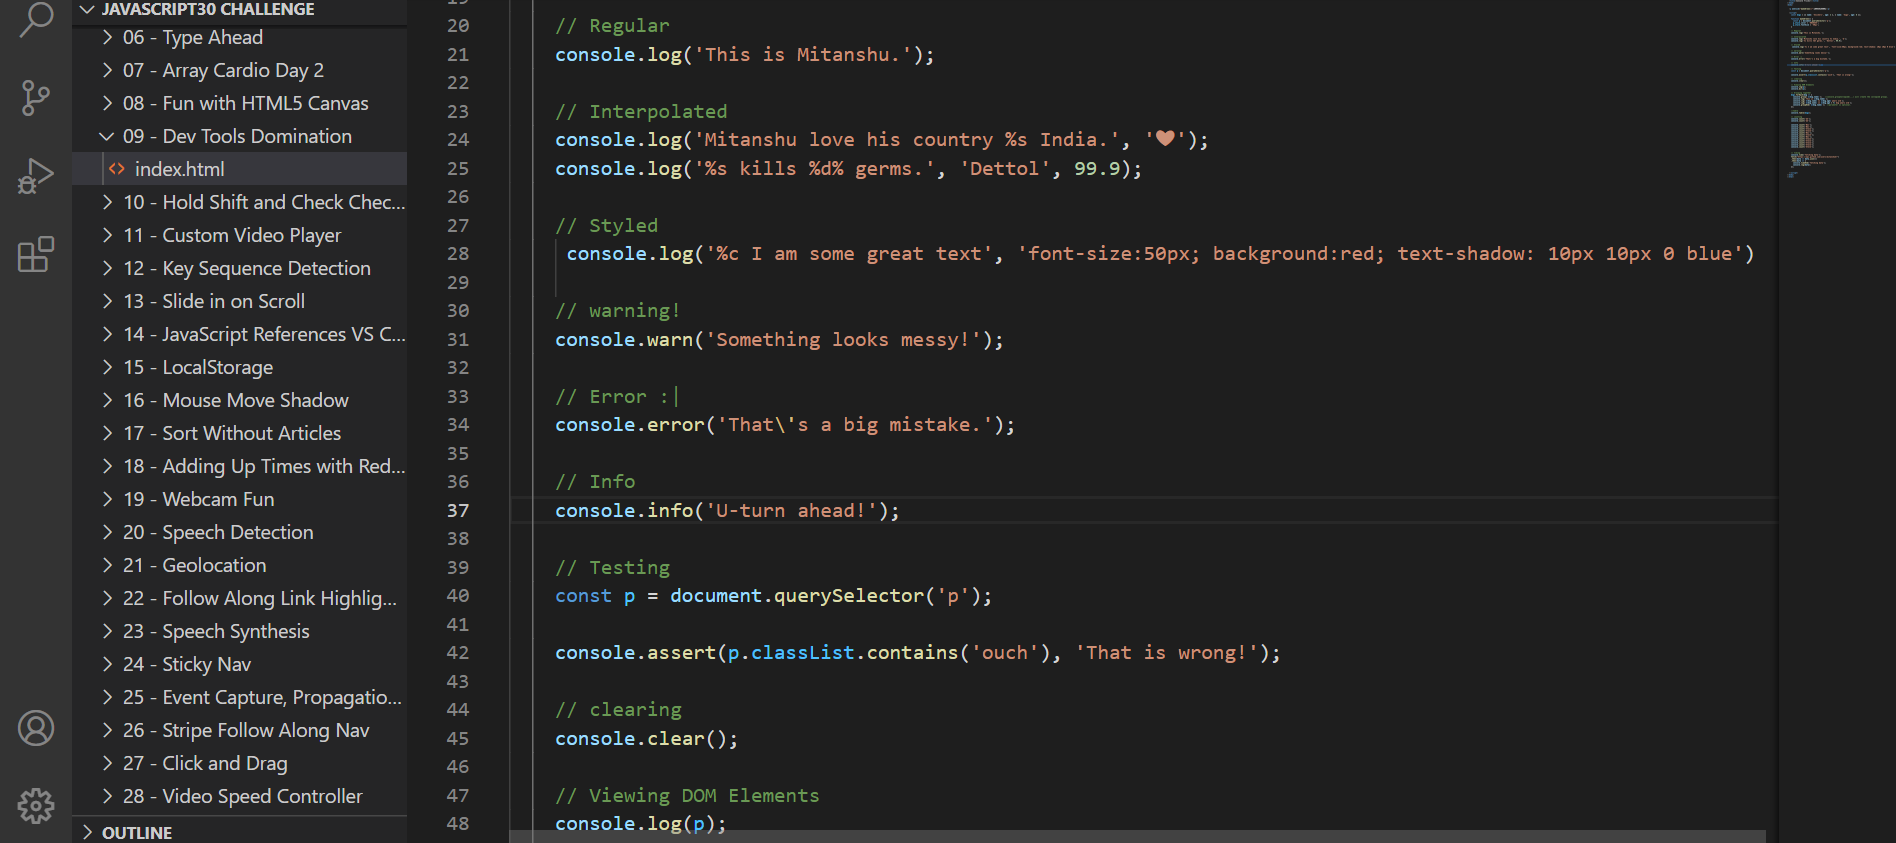 JAVASCRIPT30 CHALLENGE
06 - Type Ahead
07 - Array Cardio Day 2
08 - Fun with HTML5 Canvas
09 - Dev Tools Domination
index.html
10 - Hold Shift and Check Chec...
11 - Custom Video Player
12 - Key Sequence Detection
13 - Slide in on Scroll
14 - JavaScript References VS C...
15 - LocalStorage
16 - Mouse Move Shadow
17 - Sort Without Articles
18 - Adding Up Times with Red...
19 - Webcam Fun
20 - Speech Detection
21 - Geolocation
22 - Follow Along Link Highlig...
23 - Speech Synthesis
24 - Sticky Nav
25 - Event Capture, Propagatio...
26 - Stripe Follow Along Nav
27 - Click and Drag
28 - Video Speed Controller
OUTLINE
20 // Regular
21 console.log('This is Mitanshu.');
22
23 // Interpolated
24 console.log('Mitanshu love his country %s India.', '❤');
25 console.log('%s kills %d% germs.', 'Dettol', 99.9);
26
27 // Styled
28 console.log('%c I am some great text', 'font-size:50px; background:red; text-shadow: 10px 10px 0 blue')
29
30 // warning!
31 console.warn('Something looks messy!');
32
33 // Error :|
34 console.error('That\'s a big mistake.');
35
36 // Info
37 console.info('U-turn ahead!');
38
39 // Testing
40 const p = document.querySelector('p');
41
42 console.assert(p.classList.contains('ouch'), 'That is wrong!');
43
44 // clearing
45 console.clear();
46
47 // Viewing DOM Elements
48 console.log(p);